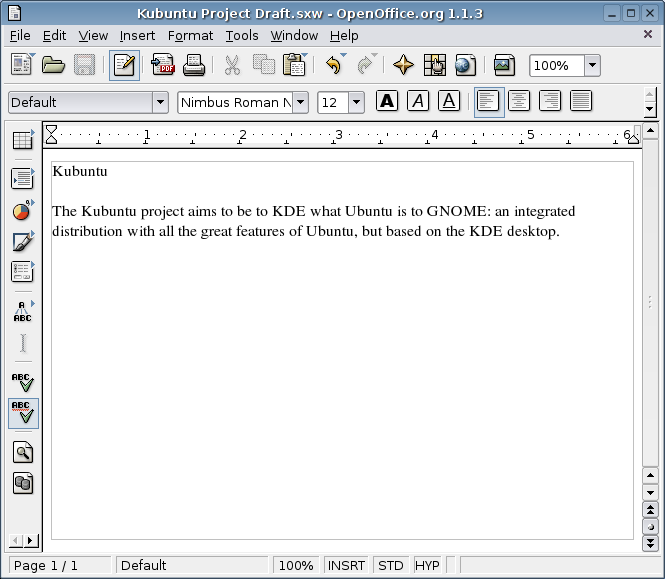 Kubuntu Project Draft.sxw - OpenOffice.org 1.1.3
File Edit View Insert Format Tools Window Help
100%
Default Nimbus Roman N 12 A A A
1 2 3 4 5 6
Kubuntu
The Kubuntu project aims to be to KDE what Ubuntu is to GNOME: an integrated
distribution with all the great features of Ubuntu, but based on the KDE desktop.
A
ABC
ABC
ABC
Page 1 / 1 Default 100% INSRT STD HYP